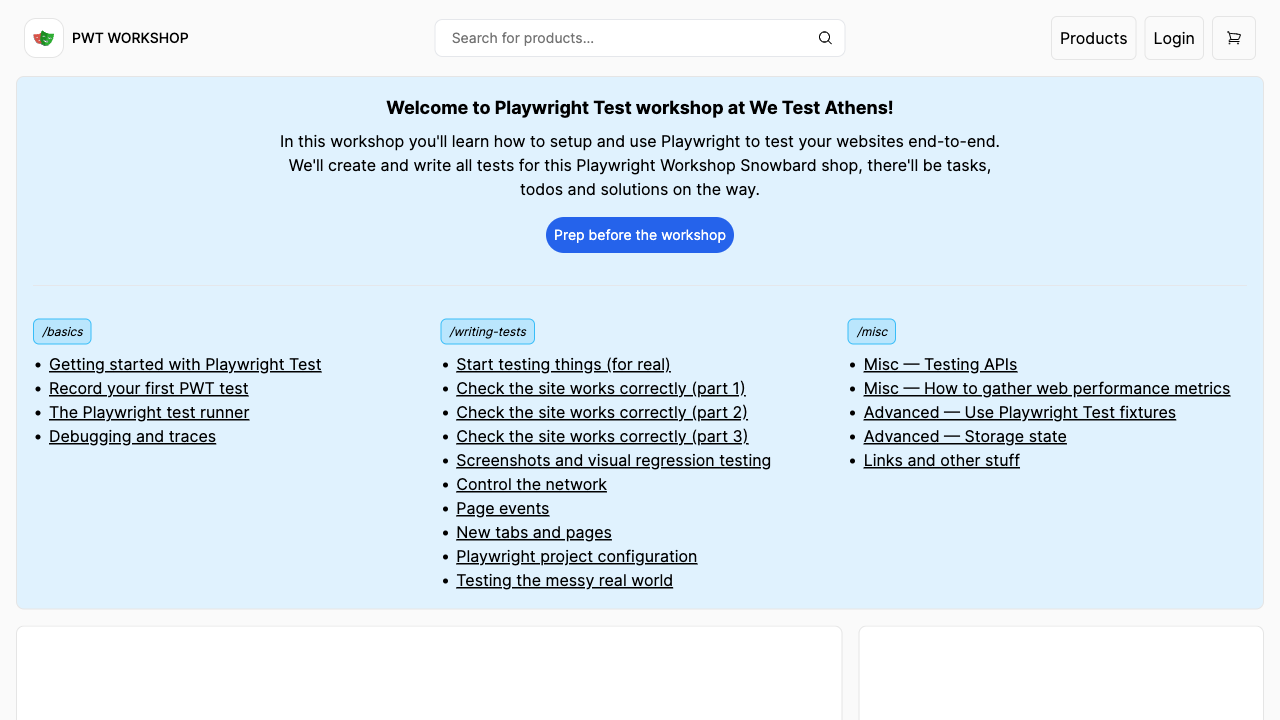 PWT WORKSHOP
Search for products...
Products
Login
Welcome to Playwright Test workshop at We Test Athens!
In this workshop you'll learn how to setup and use Playwright to test your websites end-to-end.
We'll create and write all tests for this Playwright Workshop Snowbard shop, there'll be tasks,
todos and solutions on the way.
Prep before the workshop
/basics
• Getting started with Playwright Test
• Record your first PWT test
• The Playwright test runner
• Debugging and traces
/writing-tests
• Start testing things (for real)
• Check the site works correctly (part 1)
• Check the site works correctly (part 2)
• Check the site works correctly (part 3)
• Screenshots and visual regression testing
• Control the network
• Page events
• New tabs and pages
• Playwright project configuration
• Testing the messy real world
/misc
• Misc — Testing APIs
• Misc — How to gather web performance metrics
• Advanced — Use Playwright Test fixtures
• Advanced — Storage state
• Links and other stuff